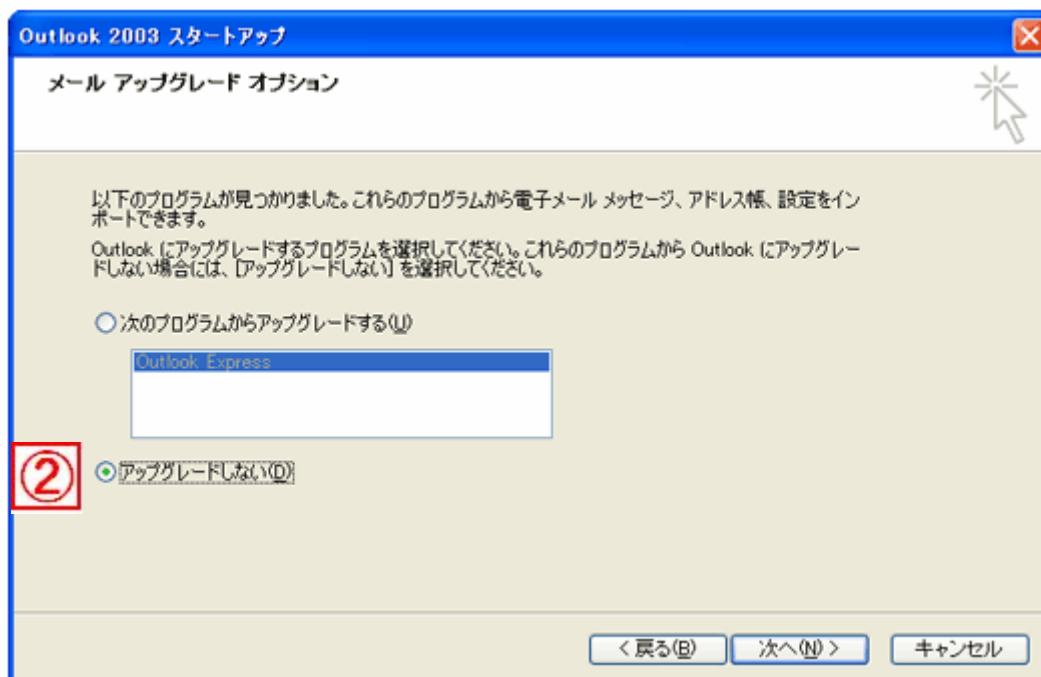 Outlook 2003 スタートアップ
メール アップグレード オプション
以下のプログラムが見つかりました。これらのプログラムから電子メール メッセージ、アドレス帳、設定をイン
ポートできます。
Outlook にアップグレードするプログラムを選択してください。これらのプログラムから Outlook にアップグレー
ドしない場合には、[アップグレードしない] を選択してください。
次のプログラムからアップグレードする(U)
Outlook Express
② アップグレードしない(D)
< 戻る(B) 次へ(N) > キャンセル